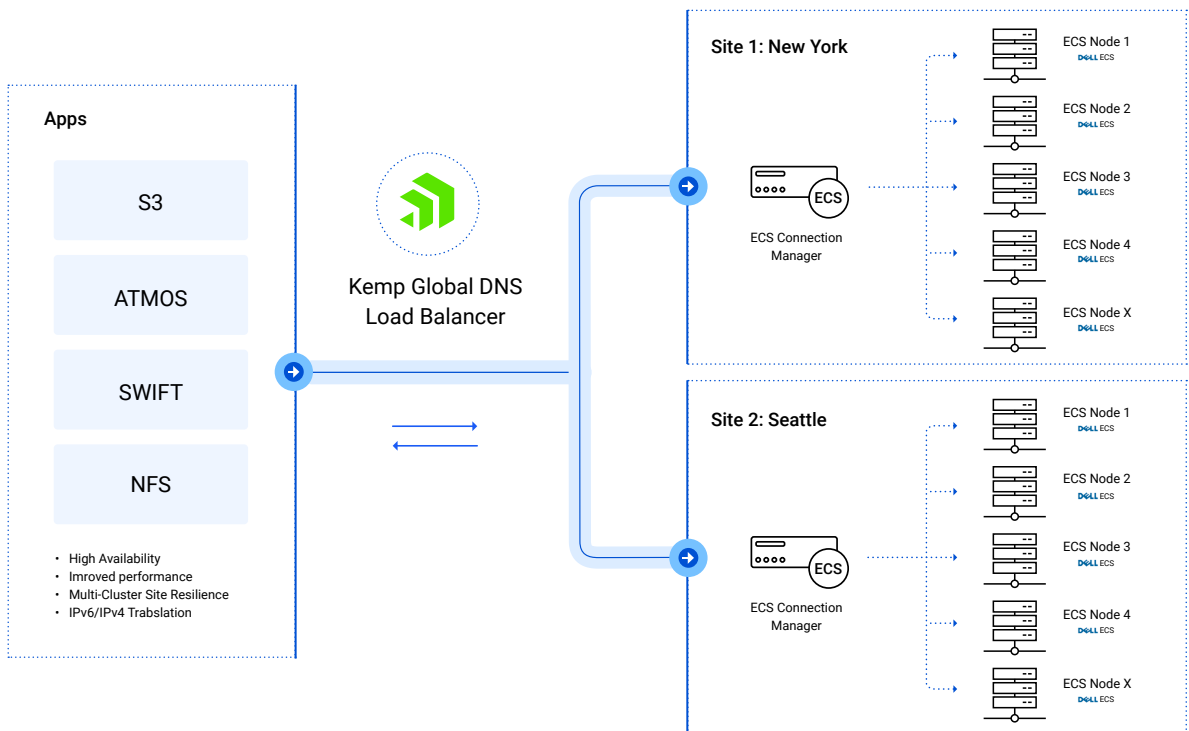 Apps
S3
ATMOS
SWIFT
NFS
• High Availability
• Imroved performance
• Multi-Cluster Site Resilience
• IPv6/IPv4 Trabslation
Kemp Global DNS
Load Balancer
Site 1: New York
ECS
ECS Connection
Manager
ECS Node 1
DELL ECS
ECS Node 2
DELL ECS
ECS Node 3
DELL ECS
ECS Node 4
DELL ECS
ECS Node X
DELL ECS
Site 2: Seattle
ECS
ECS Connection
Manager
ECS Node 1
DELL ECS
ECS Node 2
DELL ECS
ECS Node 3
DELL ECS
ECS Node 4
DELL ECS
ECS Node X
DELL ECS